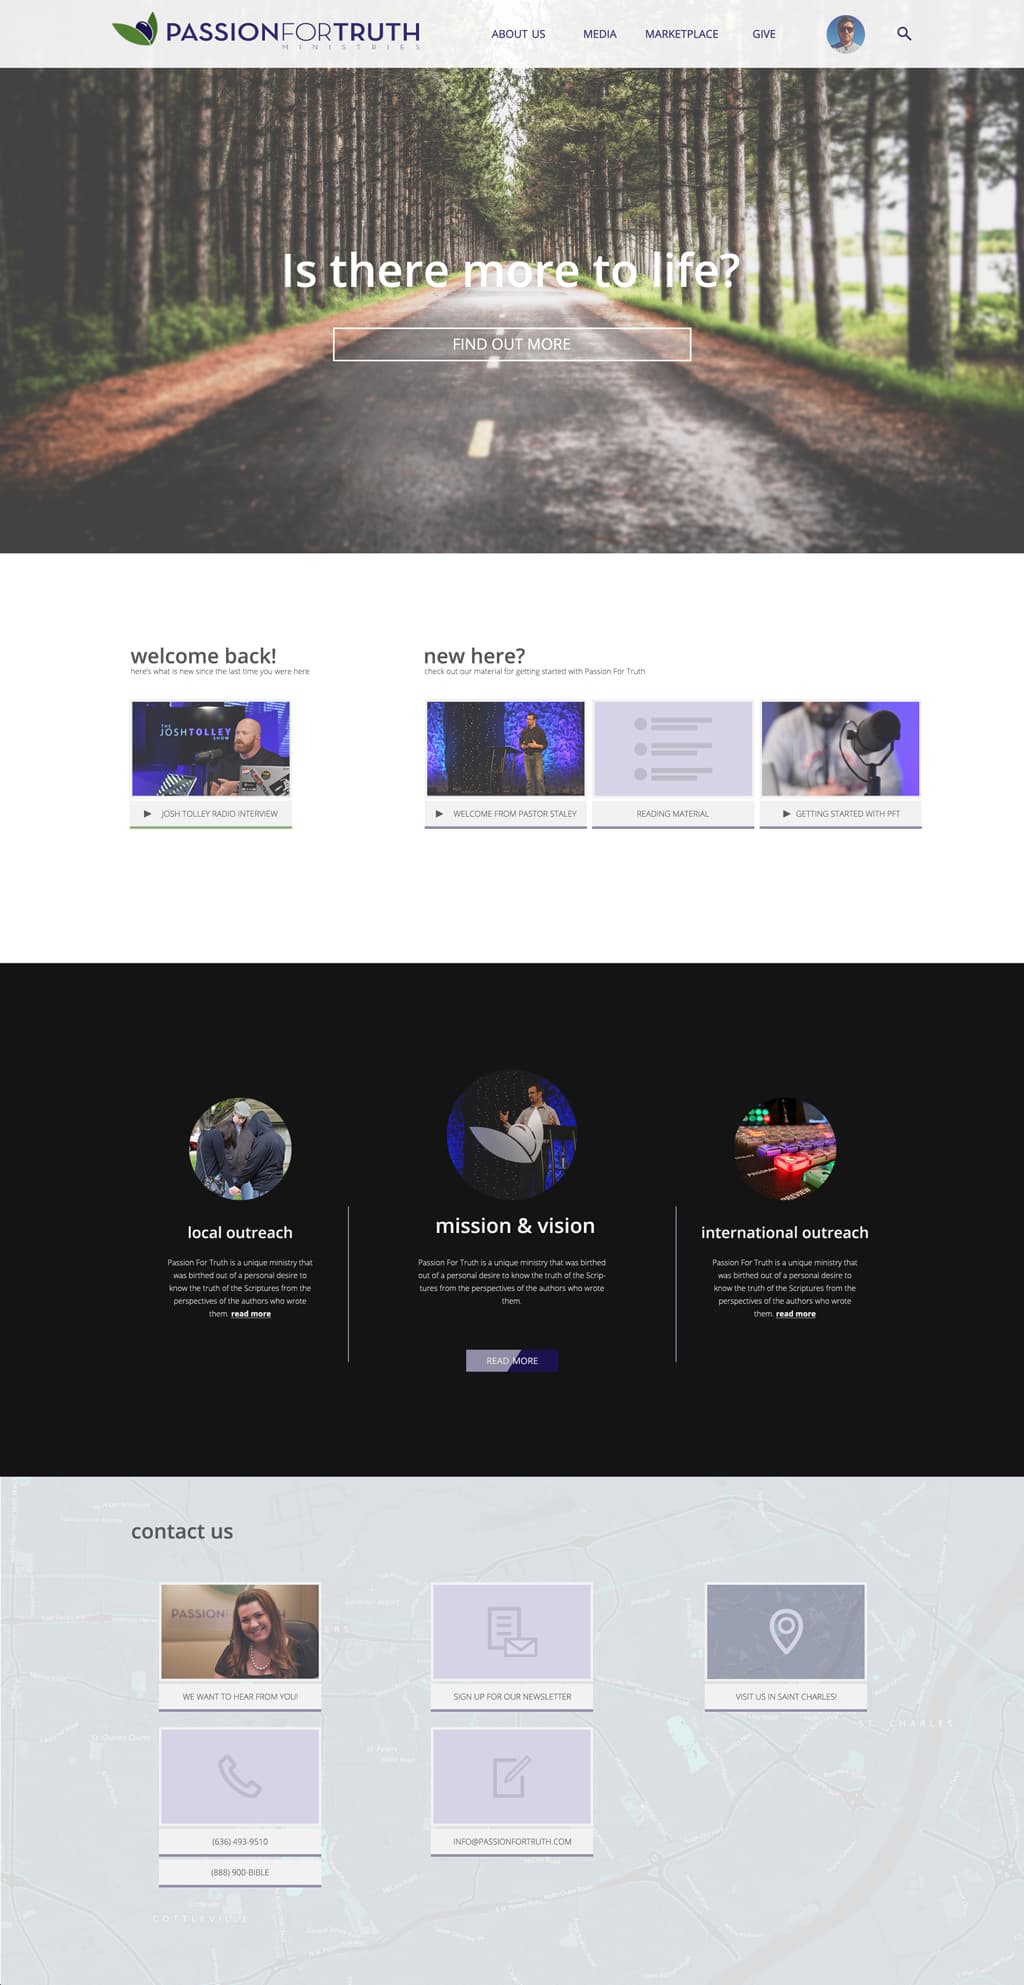 PASSIONFORTRUTH
MINISTRIES
ABOUT US
MEDIA
MARKETPLACE
GIVE
Is there more to life?
FIND OUT MORE
welcome back!
here's what is new since the last time you were here
new here?
check out our material for getting started with Passion For Truth
THE
JOSHTOLLEY
SHOW
JOSH TOLLEY RADIO INTERVIEW
WELCOME FROM PASTOR STALEY
READING MATERIAL
GETTING STARTED WITH PFT
local outreach
Passion For Truth is a unique ministry that
was birthed out of a personal desire to
know the truth of the Scriptures from the
perspectives of the authors who wrote
them. read more
mission & vision
Passion For Truth is a unique ministry that was birthed
out of a personal desire to know the truth of the Scrip-
tures from the perspectives of the authors who wrote
them.
READ MORE
PROGRAM
PREVIEW
international outreach
Passion For Truth is a unique ministry that
was birthed out of a personal desire to
know the truth of the Scriptures from the
perspectives of the authors who wrote
them. read more
contact us
PASSION
TH
WE WANT TO HEAR FROM YOU!
SIGN UP FOR OUR NEWSLETTER
VISIT US IN SAINT CHARLES!
ST. CHARLES
(636) 493-9510
(888) 900-BIBLE
INFO@PASSIONFORTRUTH.COM
COTTLEVILLE